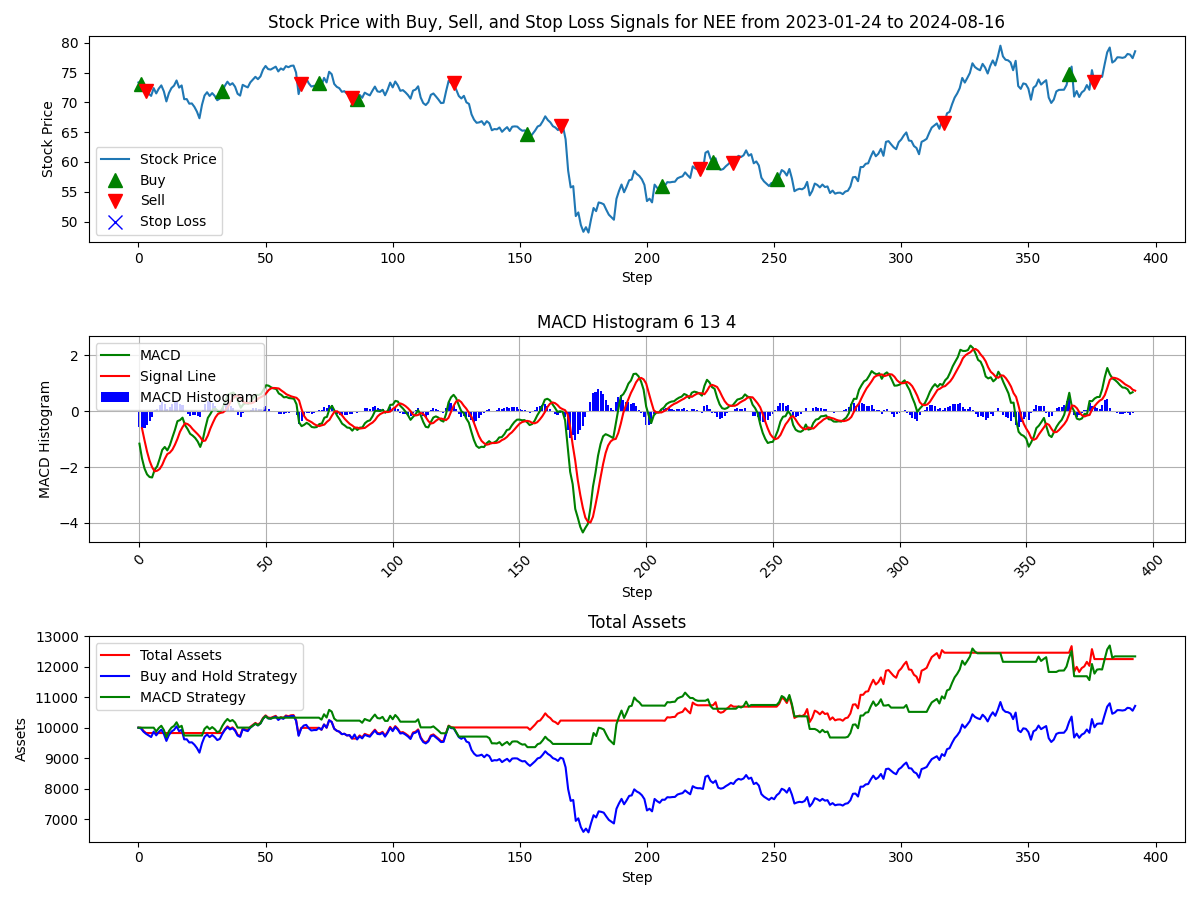 Stock Price with Buy, Sell, and Stop Loss Signals for NEE from 2023-01-24 to 2024-08-16
Stock Price
80
75
70
65
60
55
50
Stock Price
Buy
Sell
Stop Loss
0 50 100 150 200 250 300 350 400
Step
MACD Histogram 6 13 4
MACD Histogram
2
0
−2
−4
MACD
Signal Line
MACD Histogram
0 50 100 150 200 250 300 350 400
Step
Total Assets
Assets
13000
12000
11000
10000
9000
8000
7000
Total Assets
Buy and Hold Strategy
MACD Strategy
0 50 100 150 200 250 300 350 400
Step